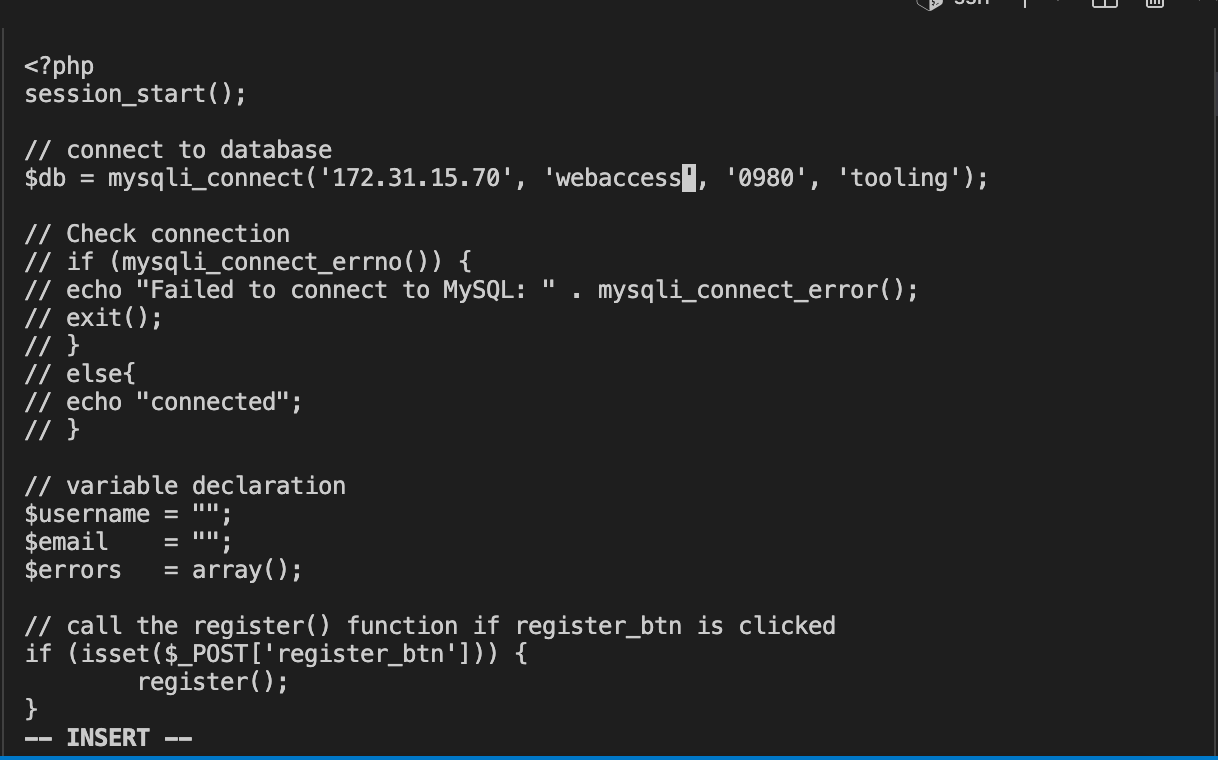 <?php
session_start();

// connect to database
$db = mysqli_connect('172.31.15.70', 'webaccess', '0980', 'tooling');

// Check connection
// if (mysqli_connect_errno()) {
// echo "Failed to connect to MySQL: " . mysqli_connect_error();
// exit();
// }
// else{
// echo "connected";
// }

// variable declaration
$username = "";
$email    = "";
$errors   = array();

// call the register() function if register_btn is clicked
if (isset($_POST['register_btn'])) {
        register();
}
-- INSERT --